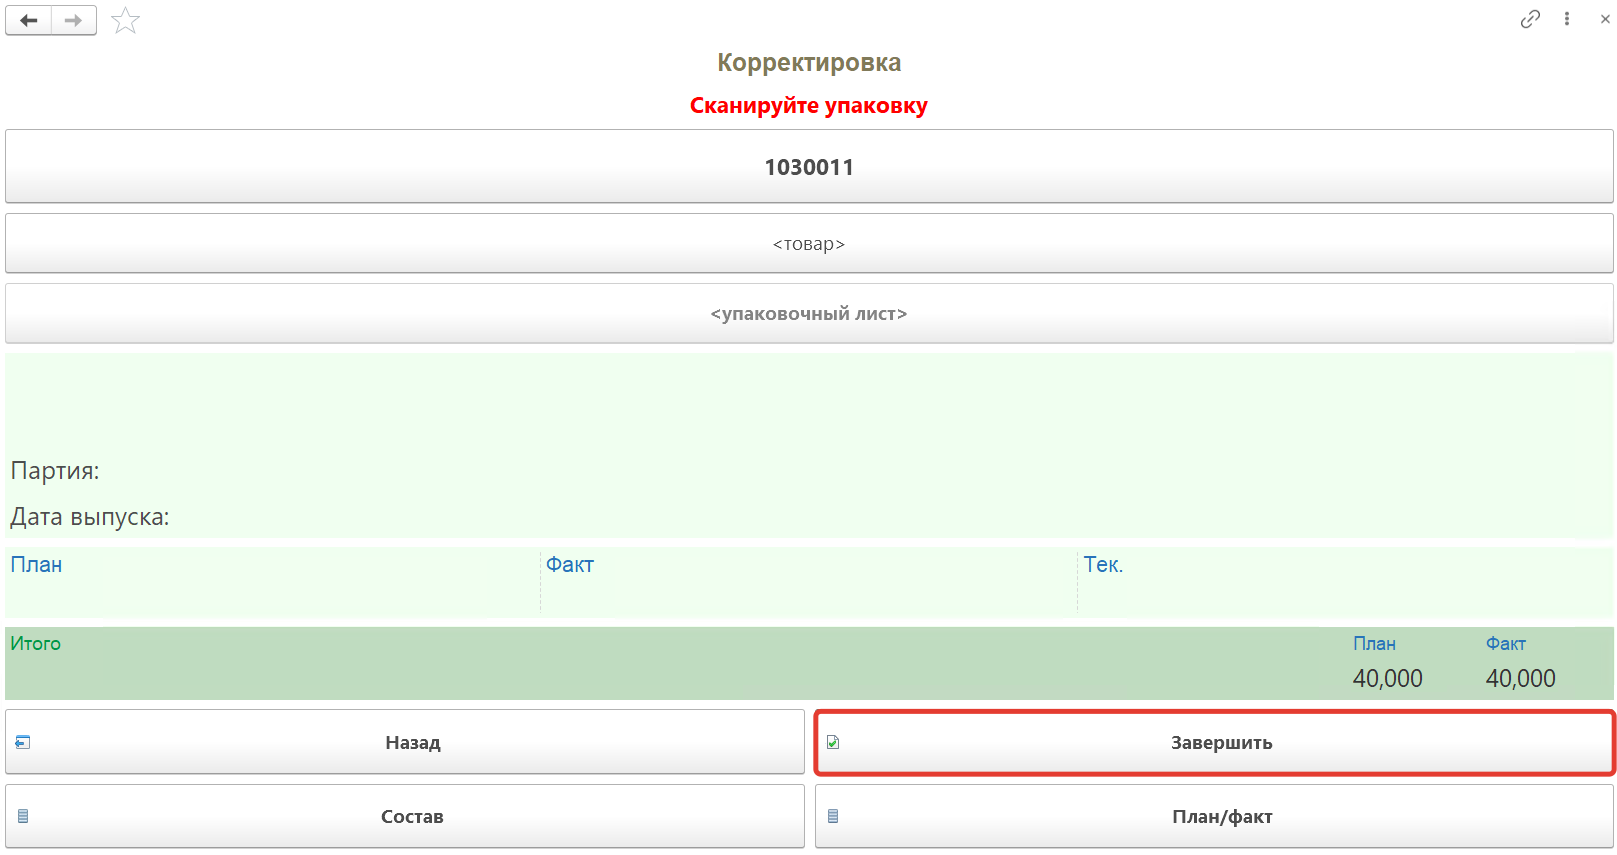 Корректировка
Сканируйте упаковку
1030011
<товар>
<упаковочный лист>
Партия:
Дата выпуска:
План Факт Тек.
Итого План Факт
40,000 40,000
Назад Завершить
Состав План/факт